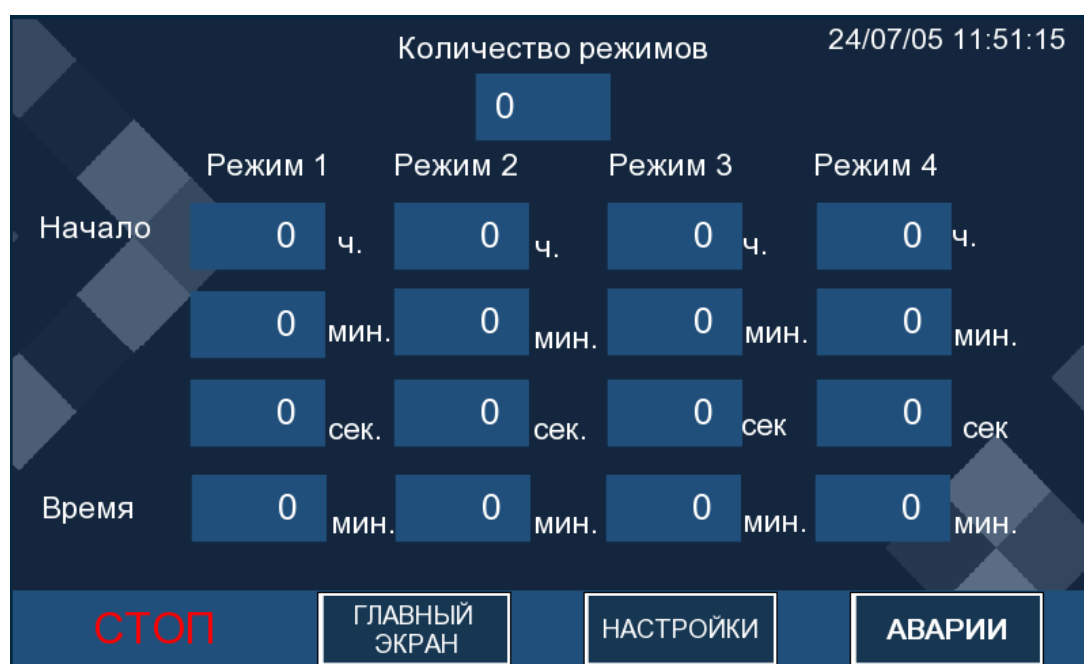 Количество режимов 24/07/05 11:51:15
0
Режим 1 Режим 2 Режим 3 Режим 4
Начало 0 ч. 0 ч. 0 ч. 0 ч.
0 мин. 0 мин. 0 мин. 0 мин.
0 сек. 0 сек. 0 сек 0 сек
Время 0 мин. 0 мин. 0 мин. 0 мин.
СТОП ГЛАВНЫЙ ЭКРАН НАСТРОЙКИ АВАРИИ